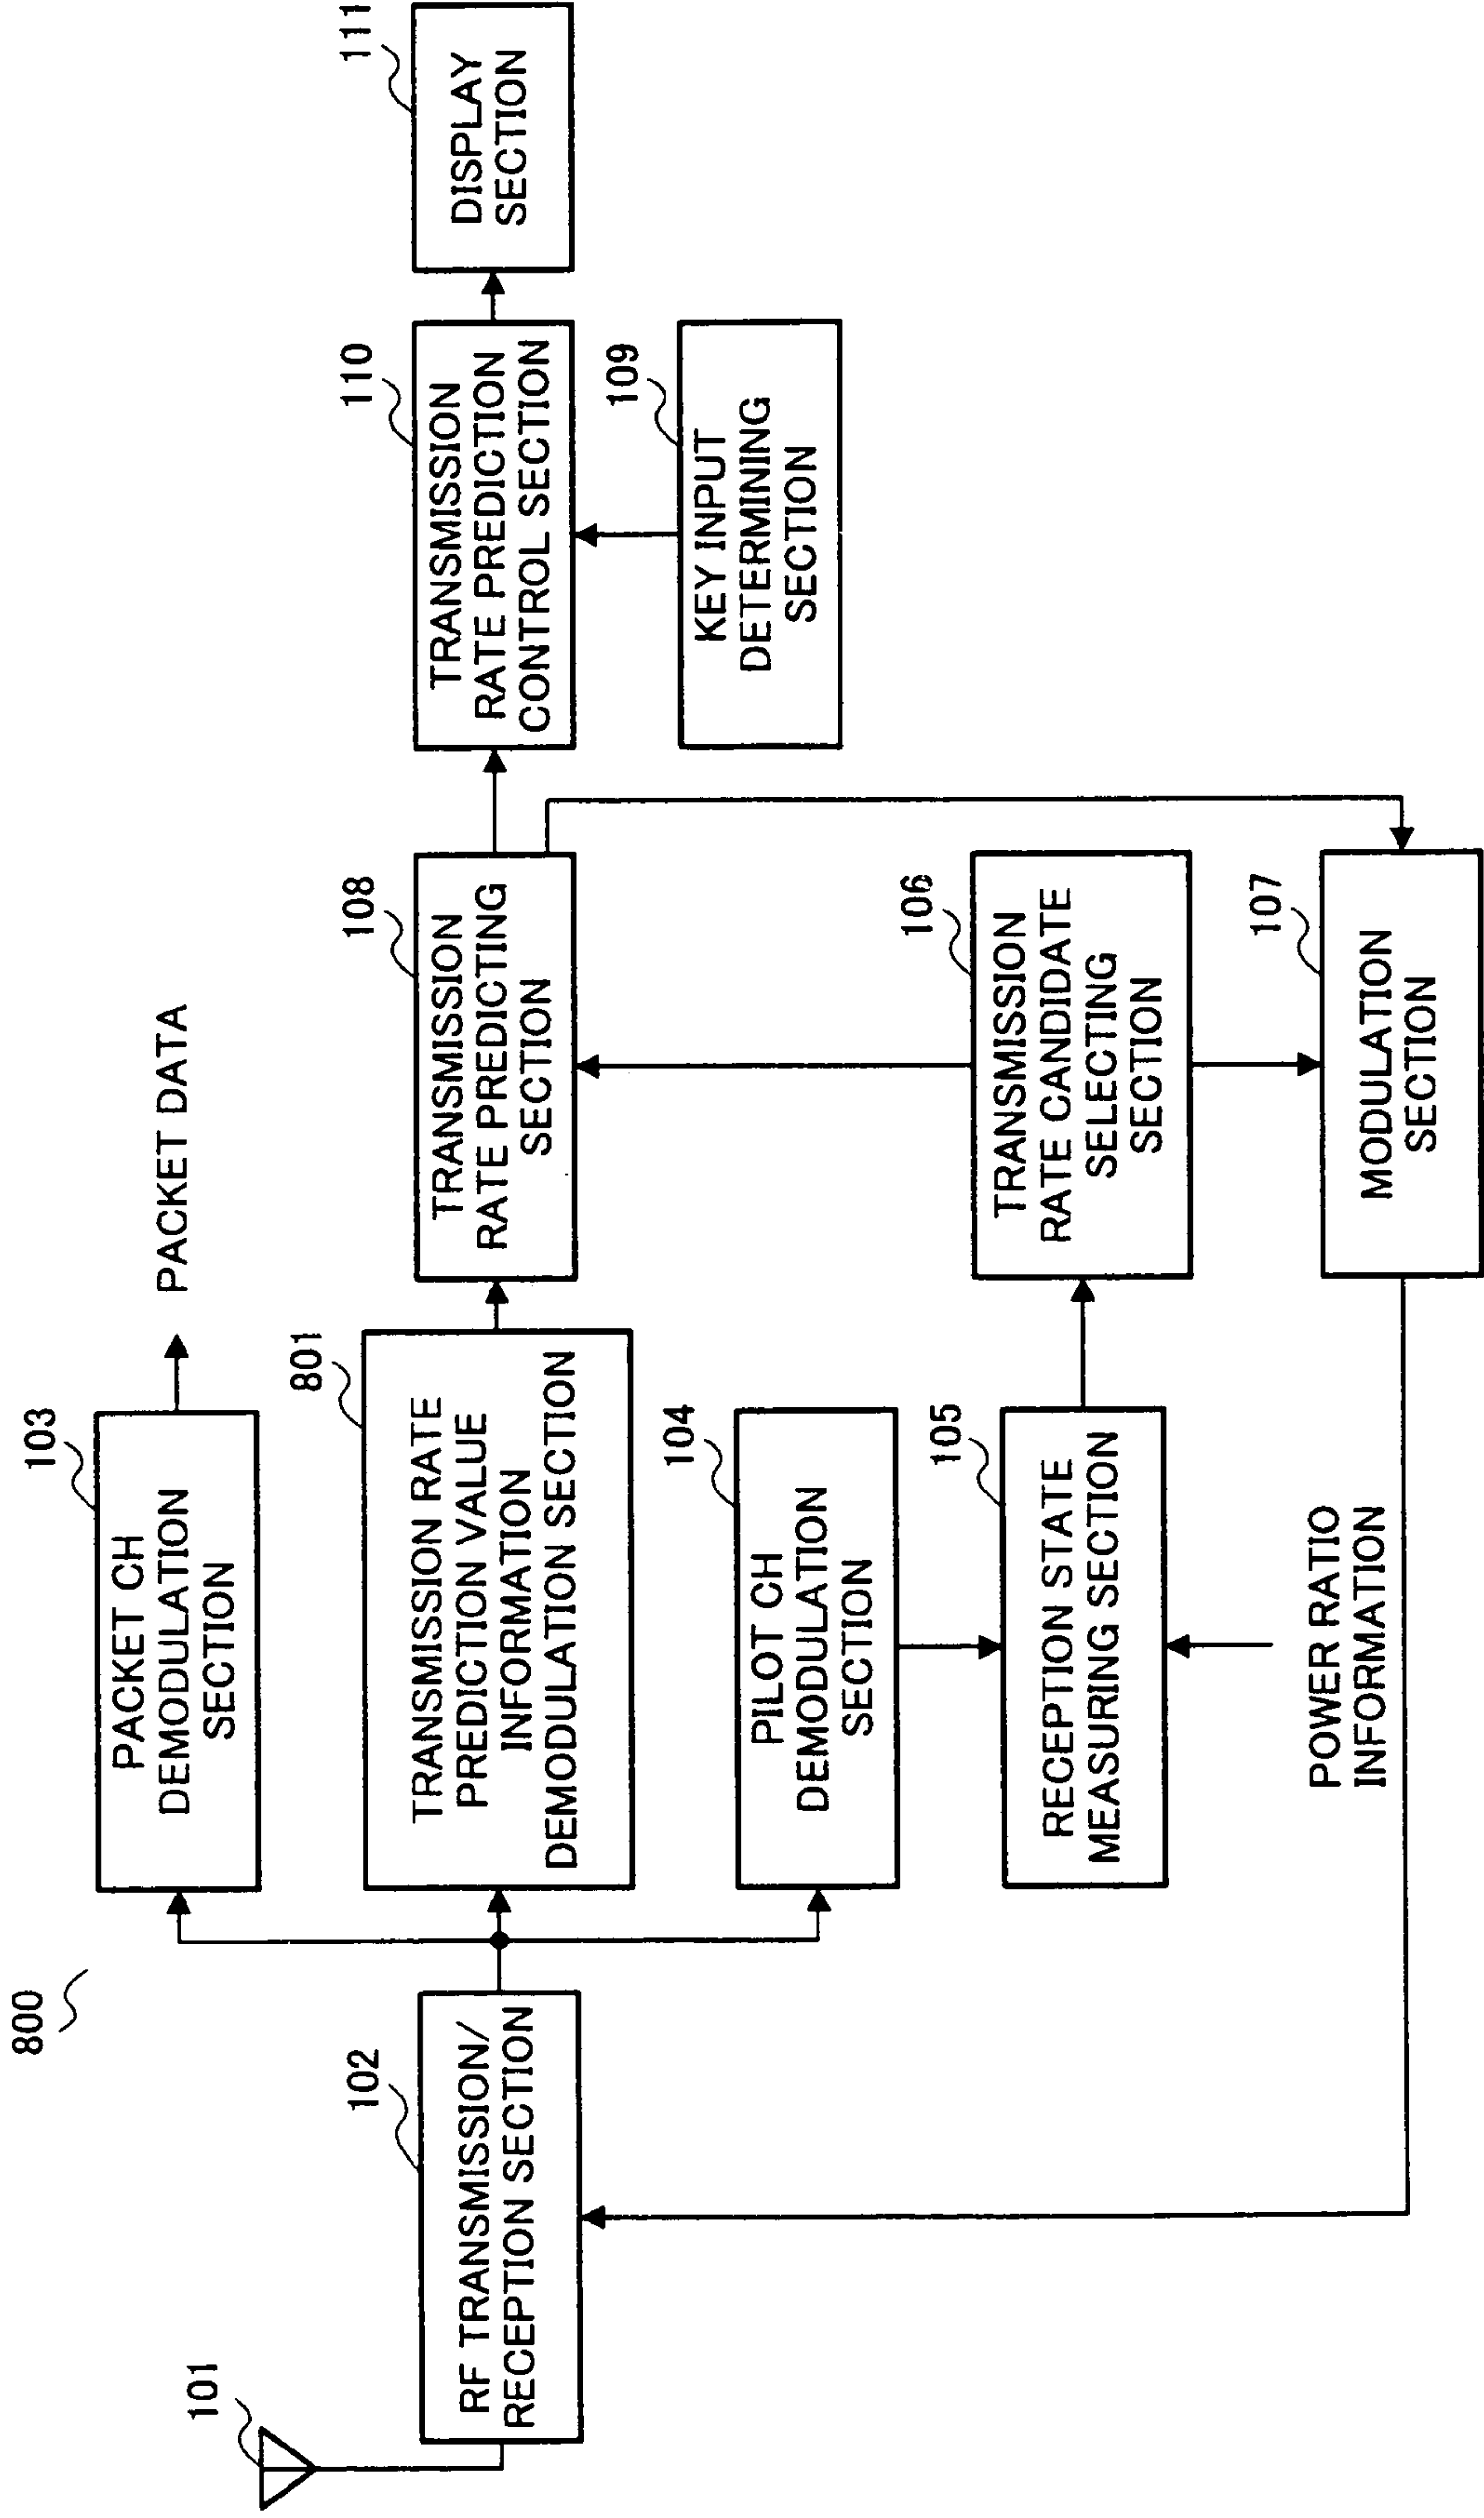 800
101
102
RF TRANSMISSION/
RECEPTION SECTION
103
PACKET CH
DEMODULATION
SECTION
PACKET DATA
801
TRANSMISSION RATE
PREDICTION VALUE
INFORMATION
DEMODULATION SECTION
104
PILOT CH
DEMODULATION
SECTION
105
RECEPTION STATE
MEASURING SECTION
POWER RATIO
INFORMATION
108
TRANSMISSION
RATE PREDICTING
SECTION
106
TRANSMISSION
RATE CANDIDATE
SELECTING
SECTION
107
MODULATION
SECTION
110
TRANSMISSION
RATE PREDICTION
CONTROL SECTION
109
KEY INPUT
DETERMINING
SECTION
111
DISPLAY
SECTION